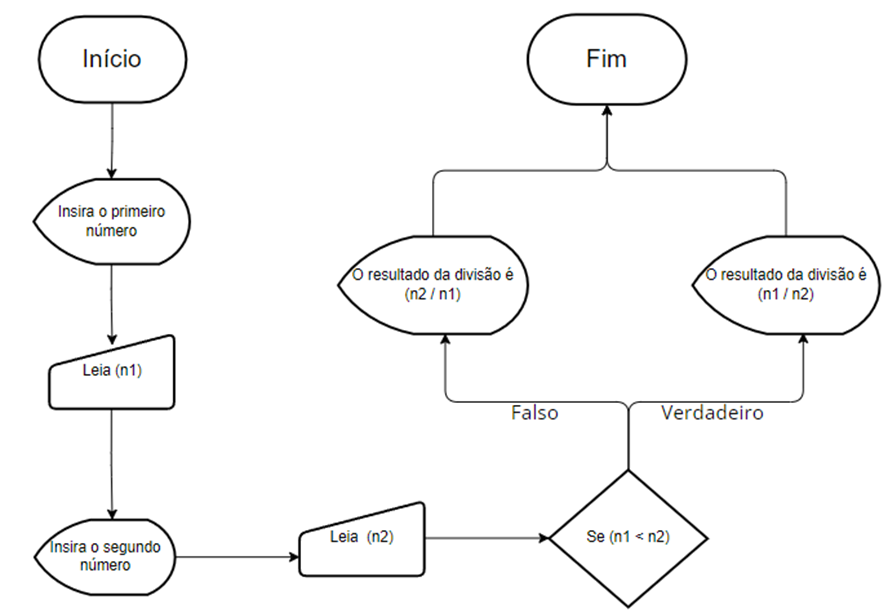 Início
Insira o primeiro
número
Leia (n1)
Insira o segundo
número
Leia (n2)
Se (n1 < n2)
Falso
Verdadeiro
O resultado da divisão é
(n2 / n1)
O resultado da divisão é
(n1 / n2)
Fim